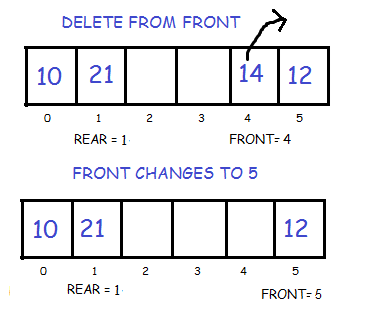 DELETE FROM FRONT
10 21 14 12
0 1 2 3 4 5
REAR = 1 FRONT= 4
FRONT CHANGES TO 5
10 21 12
0 1 2 3 4 5
REAR = 1
FRONT= 5